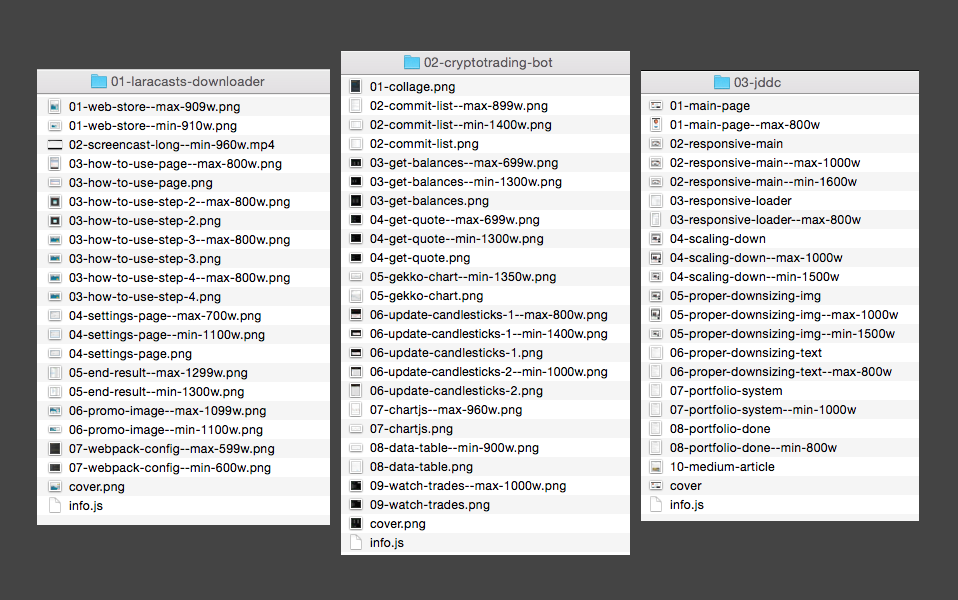 01-laracasts-downloader
01-web-store--max-909w.png
01-web-store--min-910w.png
02-screencast-long--min-960w.mp4
03-how-to-use-page--max-800w.png
03-how-to-use-page.png
03-how-to-use-step-2--max-800w.png
03-how-to-use-step-2.png
03-how-to-use-step-3--max-800w.png
03-how-to-use-step-3.png
03-how-to-use-step-4--max-800w.png
03-how-to-use-step-4.png
04-settings-page--max-700w.png
04-settings-page--min-1100w.png
04-settings-page.png
05-end-result--max-1299w.png
05-end-result--min-1300w.png
06-promo-image--max-1099w.png
06-promo-image--min-1100w.png
07-webpack-config--max-599w.png
07-webpack-config--min-600w.png
cover.png
info.js
02-cryptotrading-bot
01-collage.png
02-commit-list--max-899w.png
02-commit-list--min-1400w.png
02-commit-list.png
03-get-balances--max-699w.png
03-get-balances--min-1300w.png
03-get-balances.png
04-get-quote--max-699w.png
04-get-quote--min-1300w.png
04-get-quote.png
05-gekko-chart--min-1350w.png
05-gekko-chart.png
06-update-candlesticks-1--max-800w.png
06-update-candlesticks-1--min-1400w.png
06-update-candlesticks-1.png
06-update-candlesticks-2--min-1000w.png
06-update-candlesticks-2.png
07-chartjs--max-960w.png
07-chartjs.png
08-data-table--min-900w.png
08-data-table.png
09-watch-trades--max-1000w.png
09-watch-trades.png
cover.png
info.js
03-jddc
01-main-page
01-main-page--max-800w
02-responsive-main
02-responsive-main--max-1000w
02-responsive-main--min-1600w
03-responsive-loader
03-responsive-loader--max-800w
04-scaling-down
04-scaling-down--max-1000w
04-scaling-down--min-1500w
05-proper-downsizing-img
05-proper-downsizing-img--max-1000w
05-proper-downsizing-img--min-1500w
06-proper-downsizing-text
06-proper-downsizing-text--max-800w
07-portfolio-system
07-portfolio-system--min-1000w
08-portfolio-done
08-portfolio-done--min-800w
10-medium-article
cover
info.js